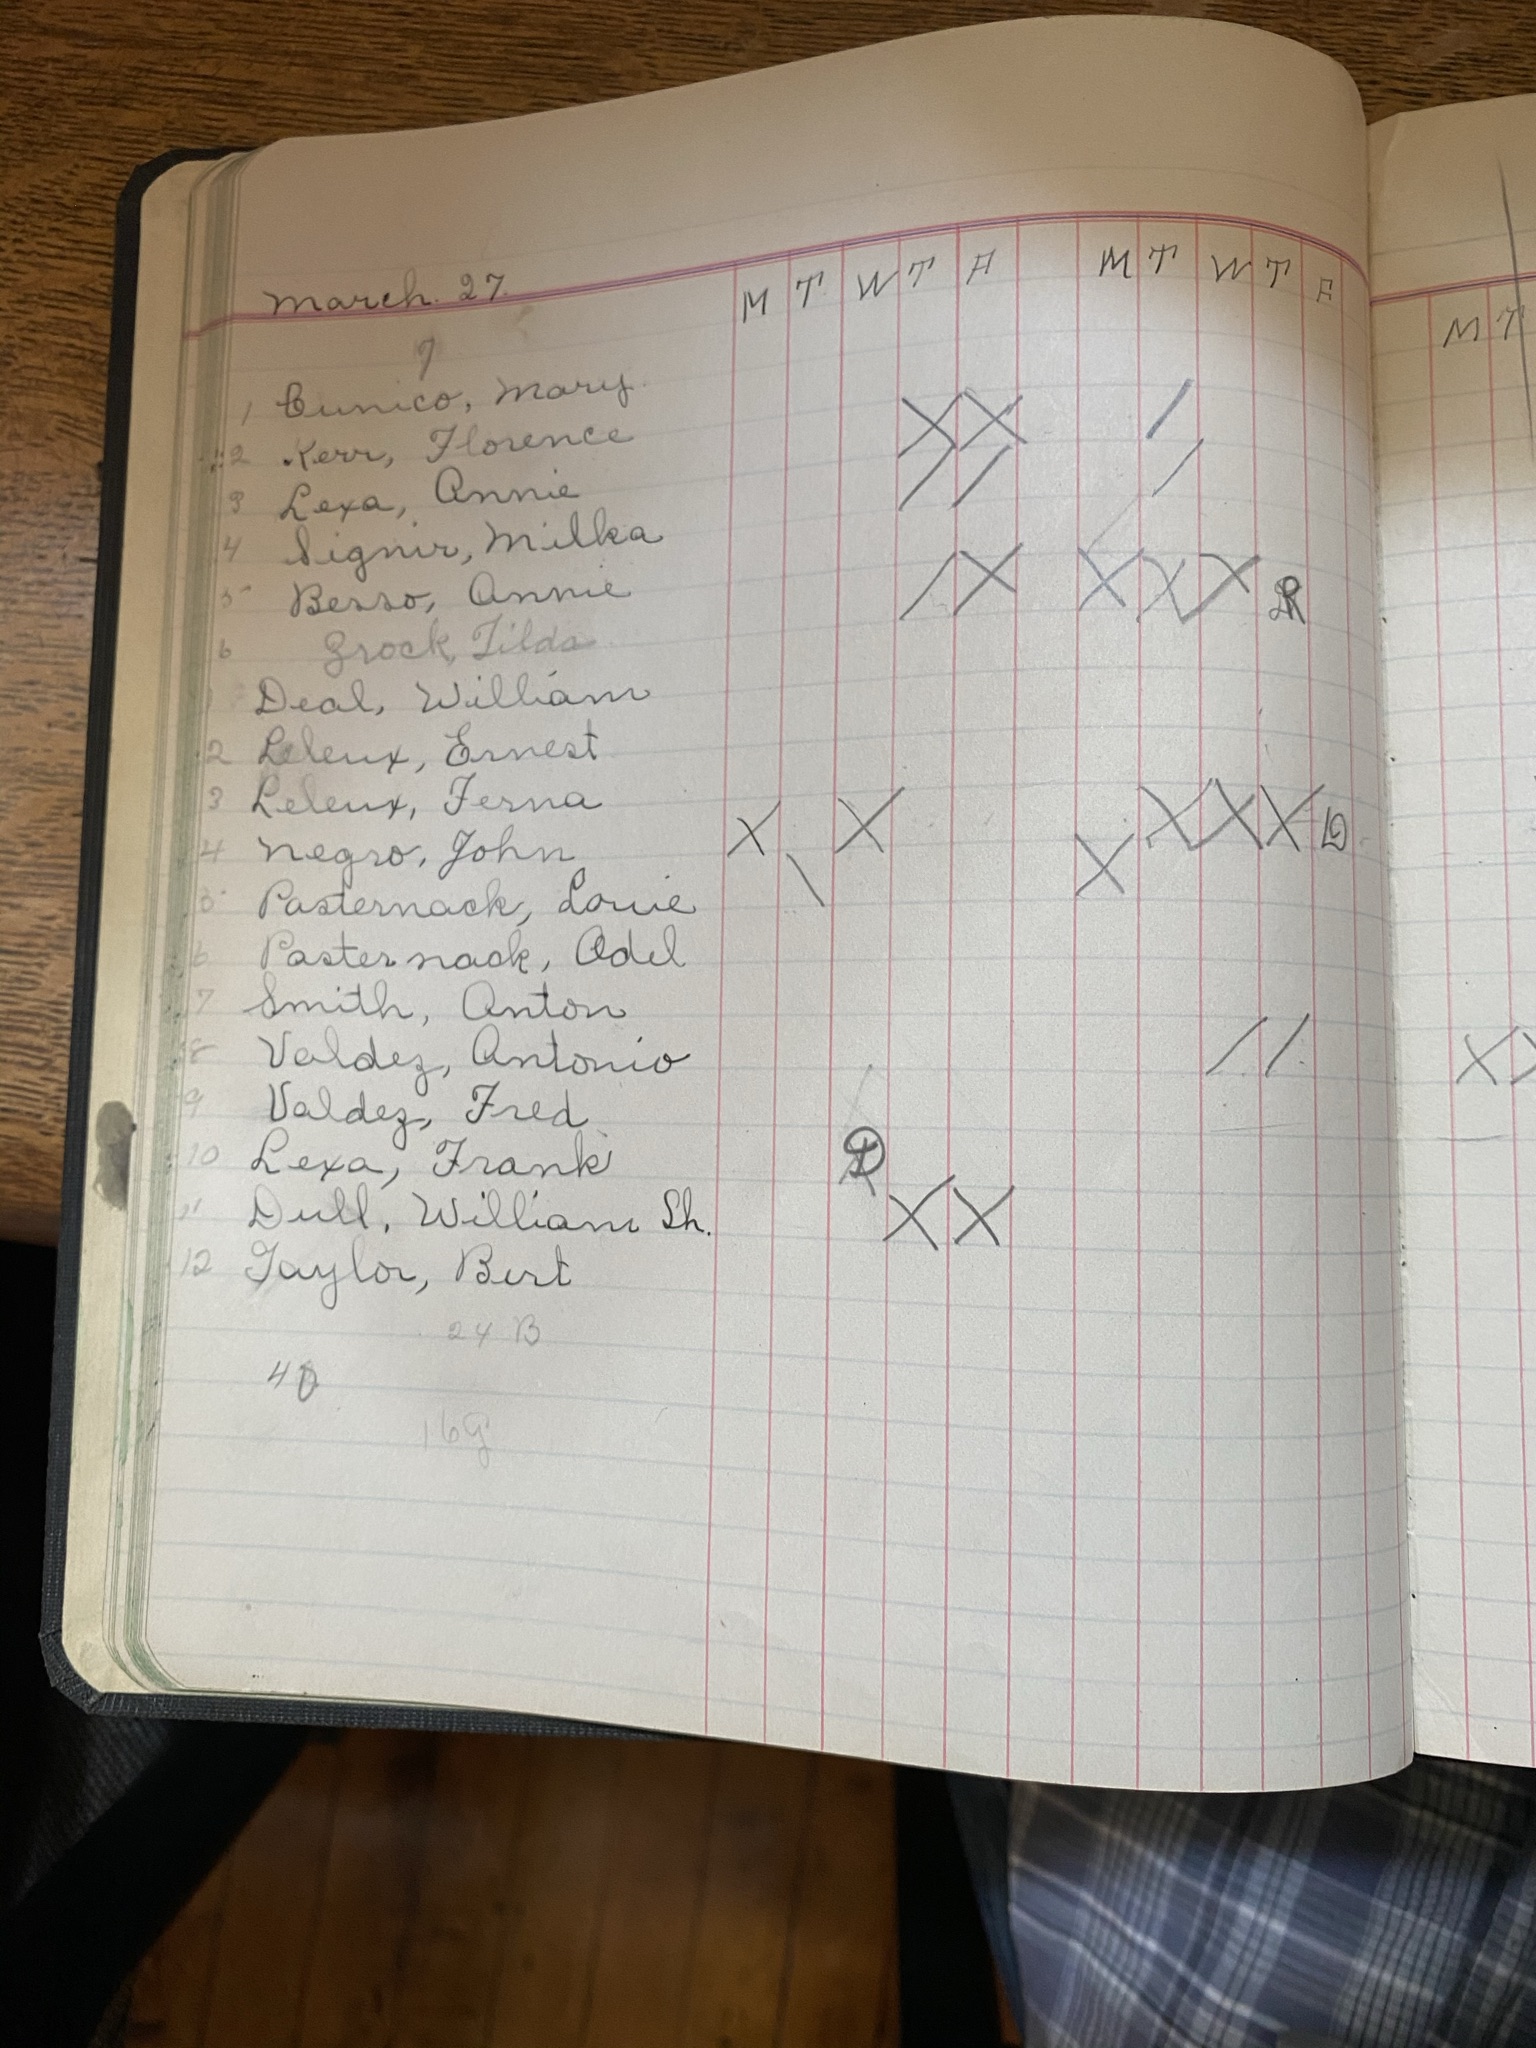 March. 27.
M T W T F M T W T F
M T
7
1 Cunico, Mary.
2 Kerr, Florence
3 Lexa, Annie
4 Signir, Milka
5 Besso, Annie
6 Grock, Tilda
Deal, William
2 Leleux, Ernest
3 Leleux, Ferna
4 Negro, John
5 Pasternack, Louie
6 Pasternack, Odel
7 Smith, Anton
8 Valdez, Antonio
9 Valdez, Fred
10 Lexa, Frank
11 Dull, William Sh.
12 Taylor, Bert
24 B
40
16 G